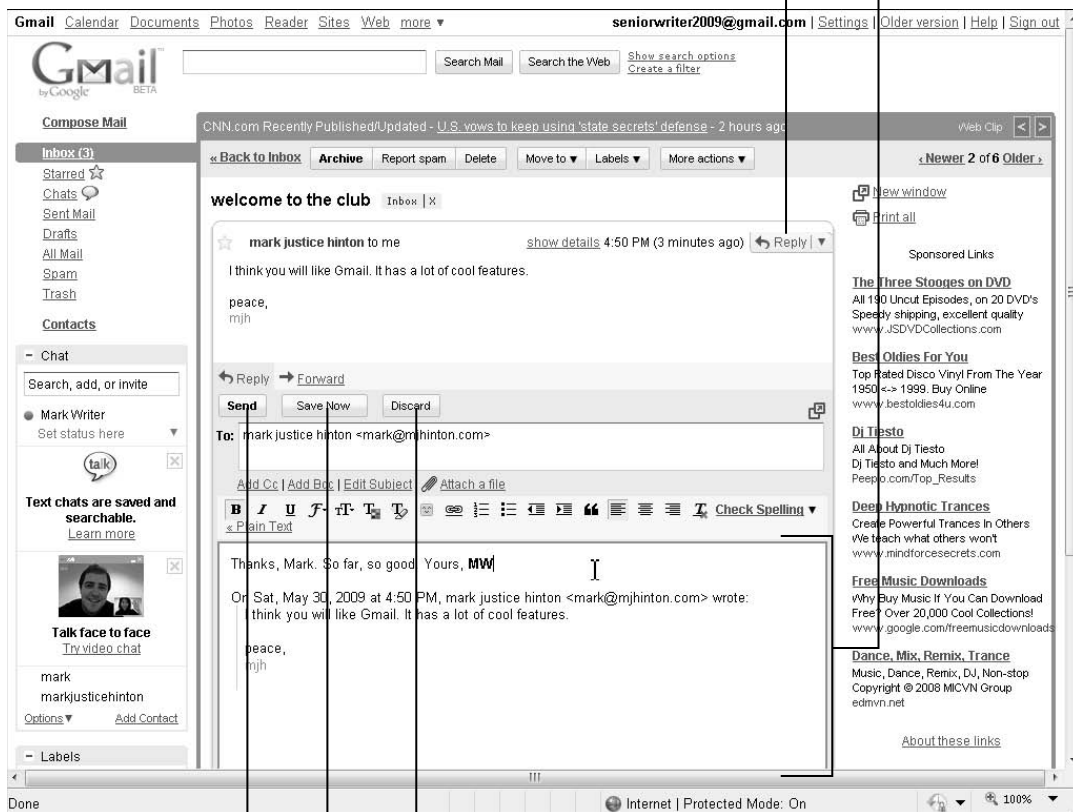 Gmail Calendar Documents Photos Reader Sites Web more ▼ seniorwriter2009@gmail.com | Settings | Older version | Help | Sign out
Gmail
by Google BETA
Search Mail Search the Web Show search options
Create a filter
Compose Mail
Inbox (3)
Starred
Chats
Sent Mail
Drafts
All Mail
Spam
Trash
Contacts
− Chat
Search, add, or invite
Mark Writer
Set status here ▼
talk
Text chats are saved and
searchable.
Learn more
Talk face to face
Try video chat
mark
markjusticehinton
Options ▼ Add Contact
− Labels
CNN.com Recently Published/Updated - U.S. vows to keep using 'state secrets' defense - 2 hours ago Web Clip < >
« Back to Inbox Archive Report spam Delete Move to ▼ Labels ▼ More actions ▼ ‹ Newer 2 of 6 Older ›
welcome to the club Inbox | X
mark justice hinton to me show details 4:50 PM (3 minutes ago) Reply ▼
I think you will like Gmail. It has a lot of cool features.
peace,
mjh
Reply Forward
Send Save Now Discard
To: mark justice hinton <mark@mjhinton.com>
Add Cc | Add Bcc | Edit Subject Attach a file
B I U Check Spelling ▼
« Plain Text
Thanks, Mark. So far, so good. Yours, MW
On Sat, May 30, 2009 at 4:50 PM, mark justice hinton <mark@mjhinton.com> wrote:
I think you will like Gmail. It has a lot of cool features.
peace,
mjh
New window
Print all
Sponsored Links
The Three Stooges on DVD
All 190 Uncut Episodes, on 20 DVD's
Speedy shipping, excellent quality
www.JSDVDCollections.com
Best Oldies For You
Top Rated Disco Vinyl From The Year
1950 <-> 1999. Buy Online
www.bestoldies4u.com
Dj Tiesto
All About Dj Tiesto
Dj Tiesto and Much More!
Peeplo.com/Top_Results
Deep Hypnotic Trances
Create Powerful Trances In Others
We teach what others won't
www.mindforcesecrets.com
Free Music Downloads
Why Buy Music If You Can Download
Free? Over 20,000 Cool Collections!
www.google.com/freemusicdownloads
Dance, Mix, Remix, Trance
Music, Dance, Remix, DJ, Non-stop
Copyright © 2008 MICVN Group
edmvn.net
About these links
Done Internet | Protected Mode: On 100% ▼